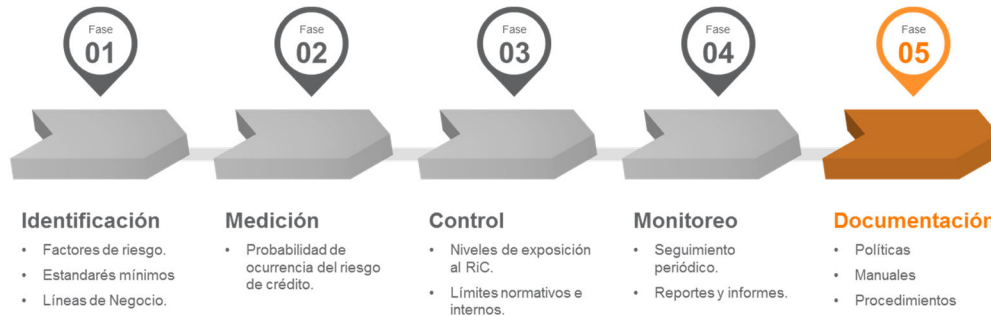 Fase
01
Fase
02
Fase
03
Fase
04
Fase
05
Identificación
• Factores de riesgo.
• Estandarés mínimos
• Líneas de Negocio.
Medición
• Probabilidad de
ocurrencia del riesgo
de crédito.
Control
• Niveles de exposición
al RiC.
• Límites normativos e
internos.
Monitoreo
• Seguimiento
periódico.
• Reportes y informes.
Documentación
• Políticas
• Manuales
• Procedimientos